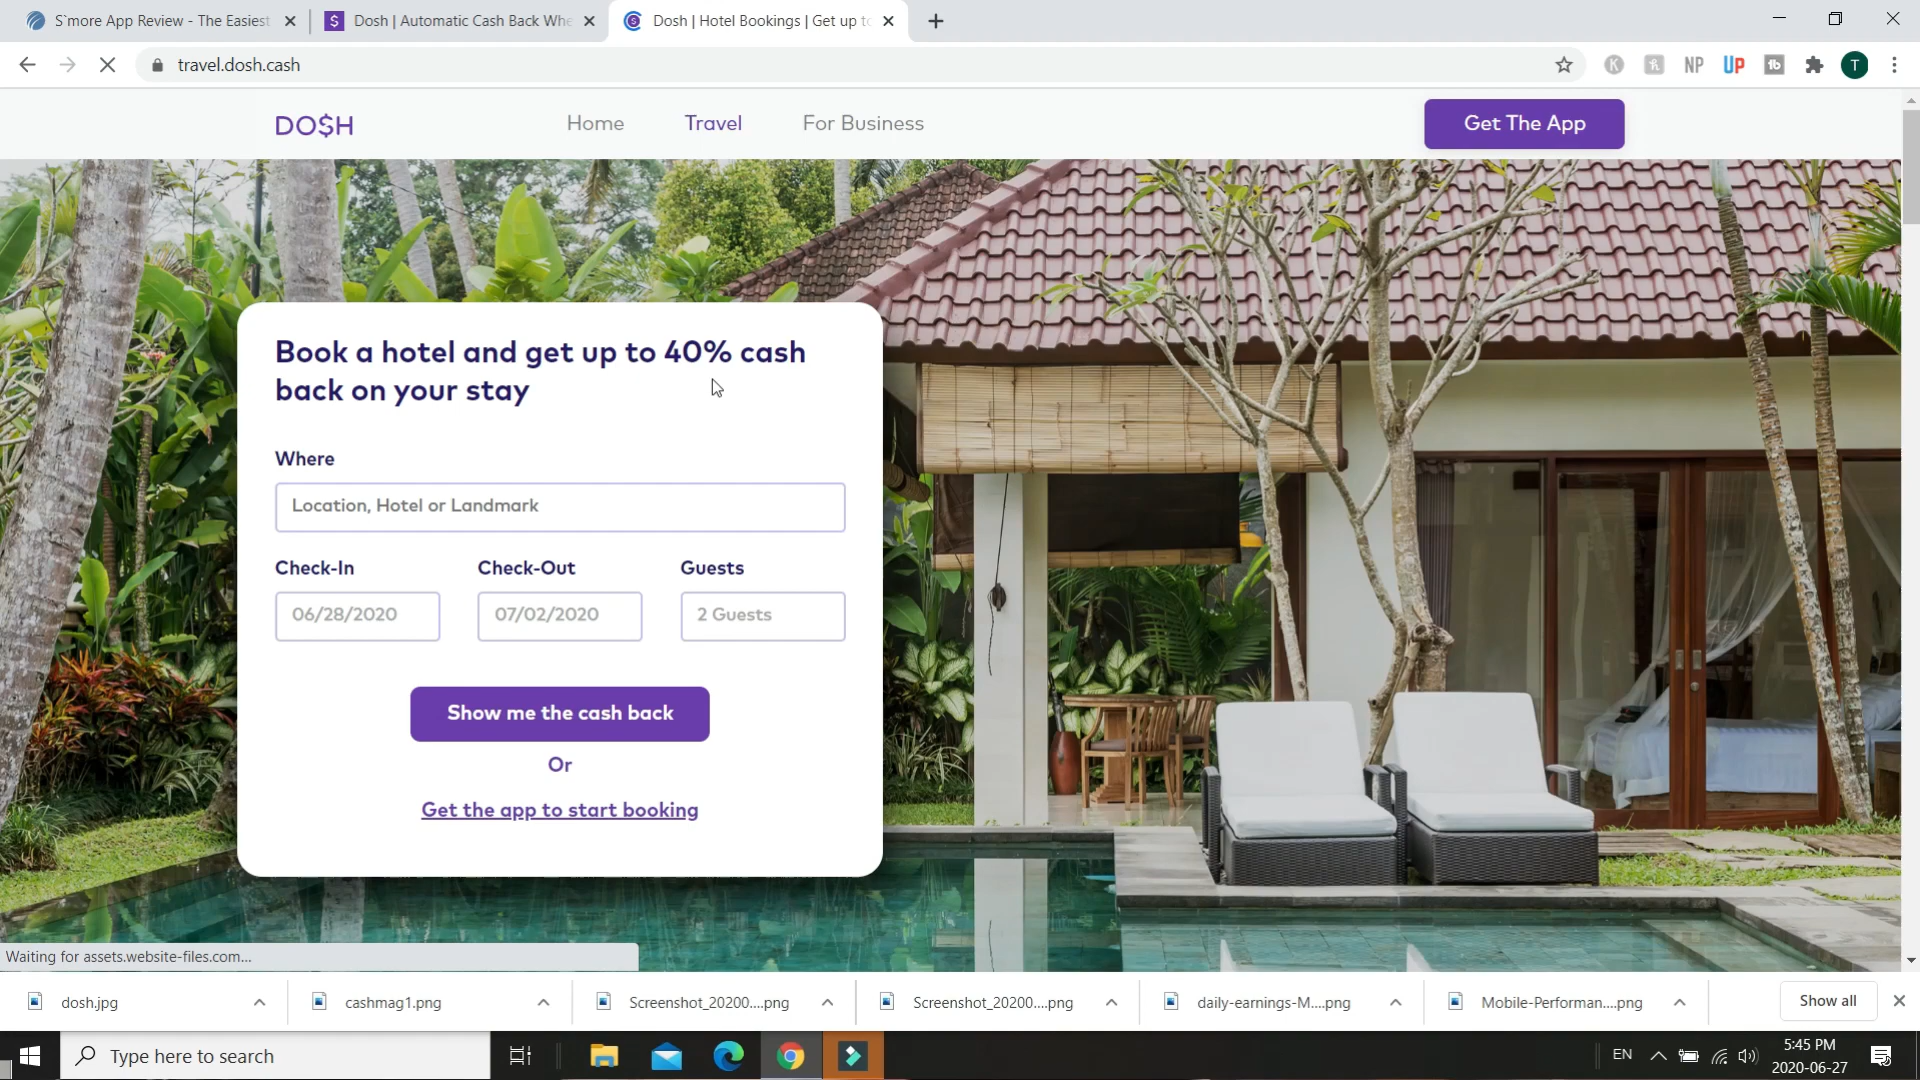 S`more App Review - The Easiest
Dosh | Automatic Cash Back Whe
Dosh | Hotel Bookings | Get up to
travel.dosh.cash
K
NP
UP
T
DO$H
Home
Travel
For Business
Get The App
Book a hotel and get up to 40% cash
back on your stay
Where
Location, Hotel or Landmark
Check-In
Check-Out
Guests
06/28/2020
07/02/2020
2 Guests
Show me the cash back
Or
Get the app to start booking
Waiting for assets.website-files.com...
dosh.jpg
cashmag1.png
Screenshot_20200....png
Screenshot_20200....png
daily-earnings-M....png
Mobile-Performan....png
Show all
Type here to search
EN
5:45 PM
2020-06-27